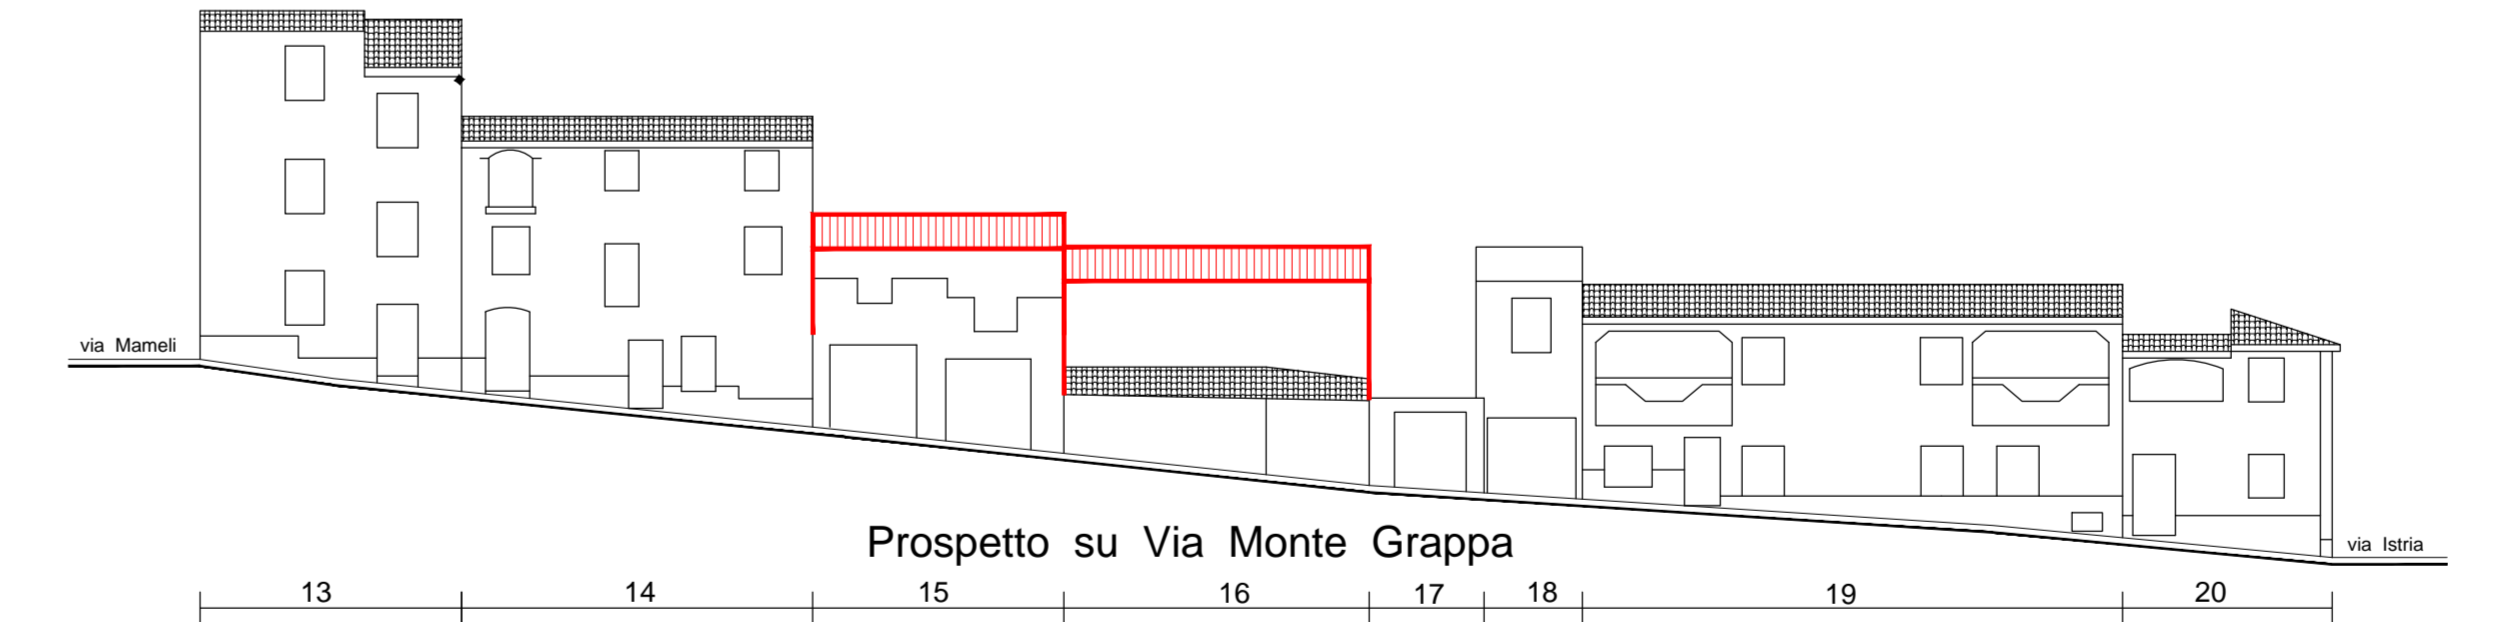 via Mameli
Prospetto su Via Monte Grappa
via Istria
13 14 15 16 17 18 19 20